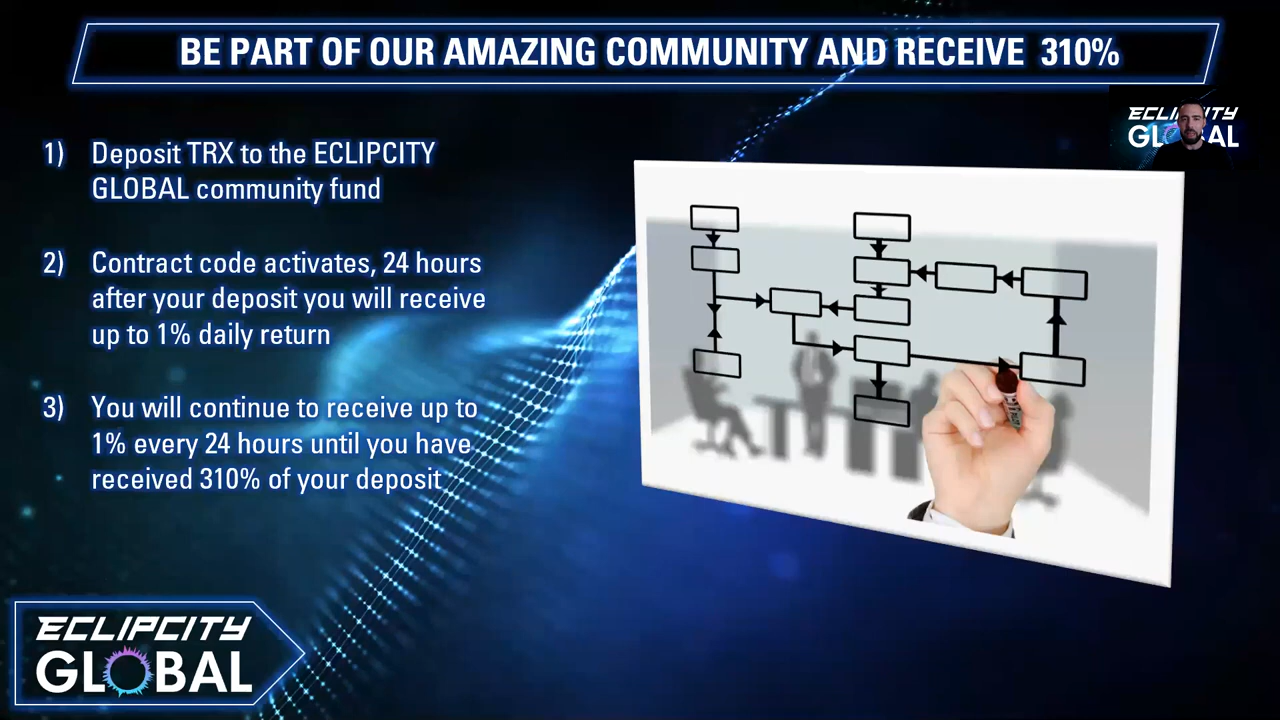 BE PART OF OUR AMAZING COMMUNITY AND RECEIVE 310%
1) Deposit TRX to the ECLIPCITY
GLOBAL community fund
2) Contract code activates, 24 hours
after your deposit you will receive
up to 1% daily return
3) You will continue to receive up to
1% every 24 hours until you have
received 310% of your deposit
ECLIPCITY
GLOBAL